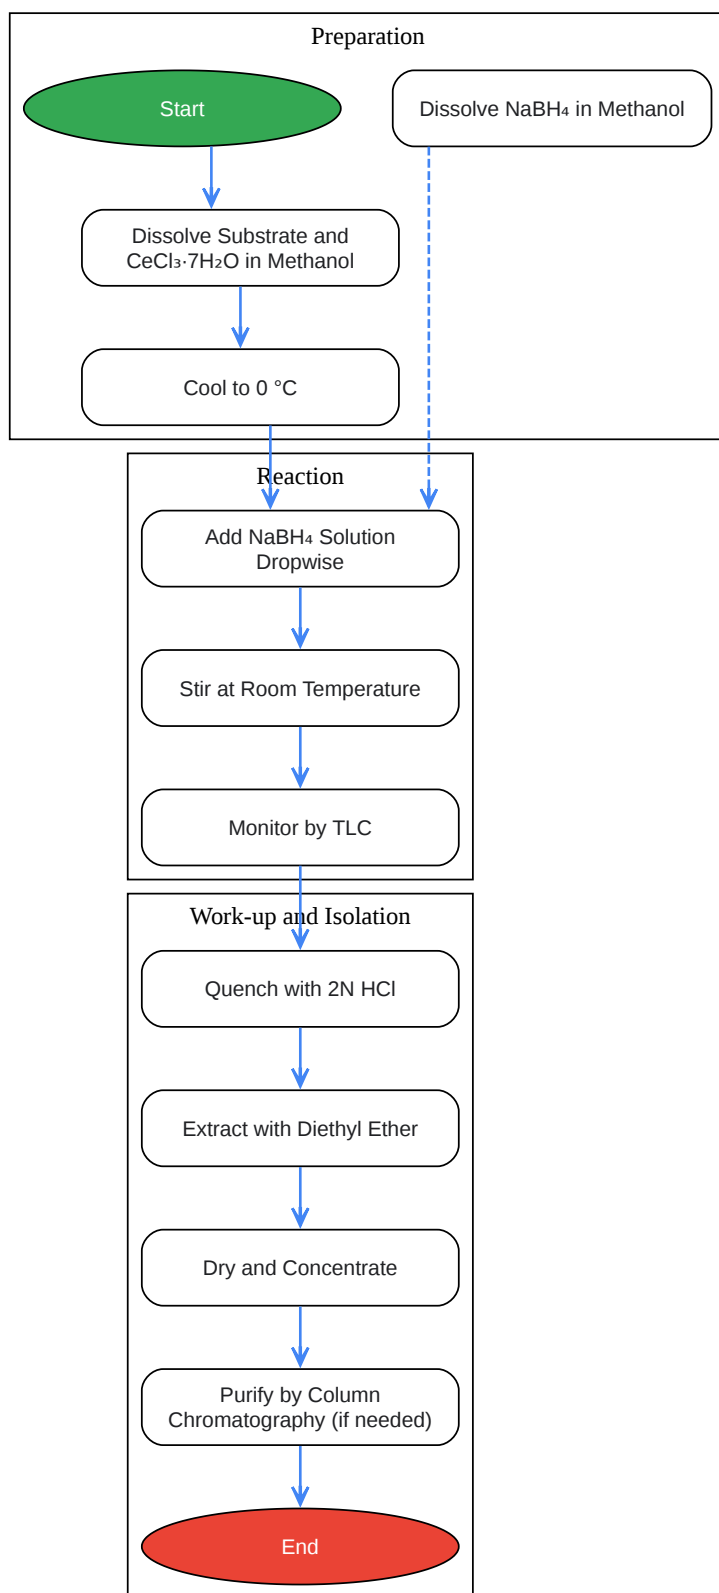 Preparation
Start
Dissolve NaBH₄ in Methanol
Dissolve Substrate and
CeCl₃·7H₂O in Methanol
Cool to 0 °C
Reaction
Add NaBH₄ Solution
Dropwise
Stir at Room Temperature
Monitor by TLC
Work-up and Isolation
Quench with 2N HCl
Extract with Diethyl Ether
Dry and Concentrate
Purify by Column
Chromatography (if needed)
End